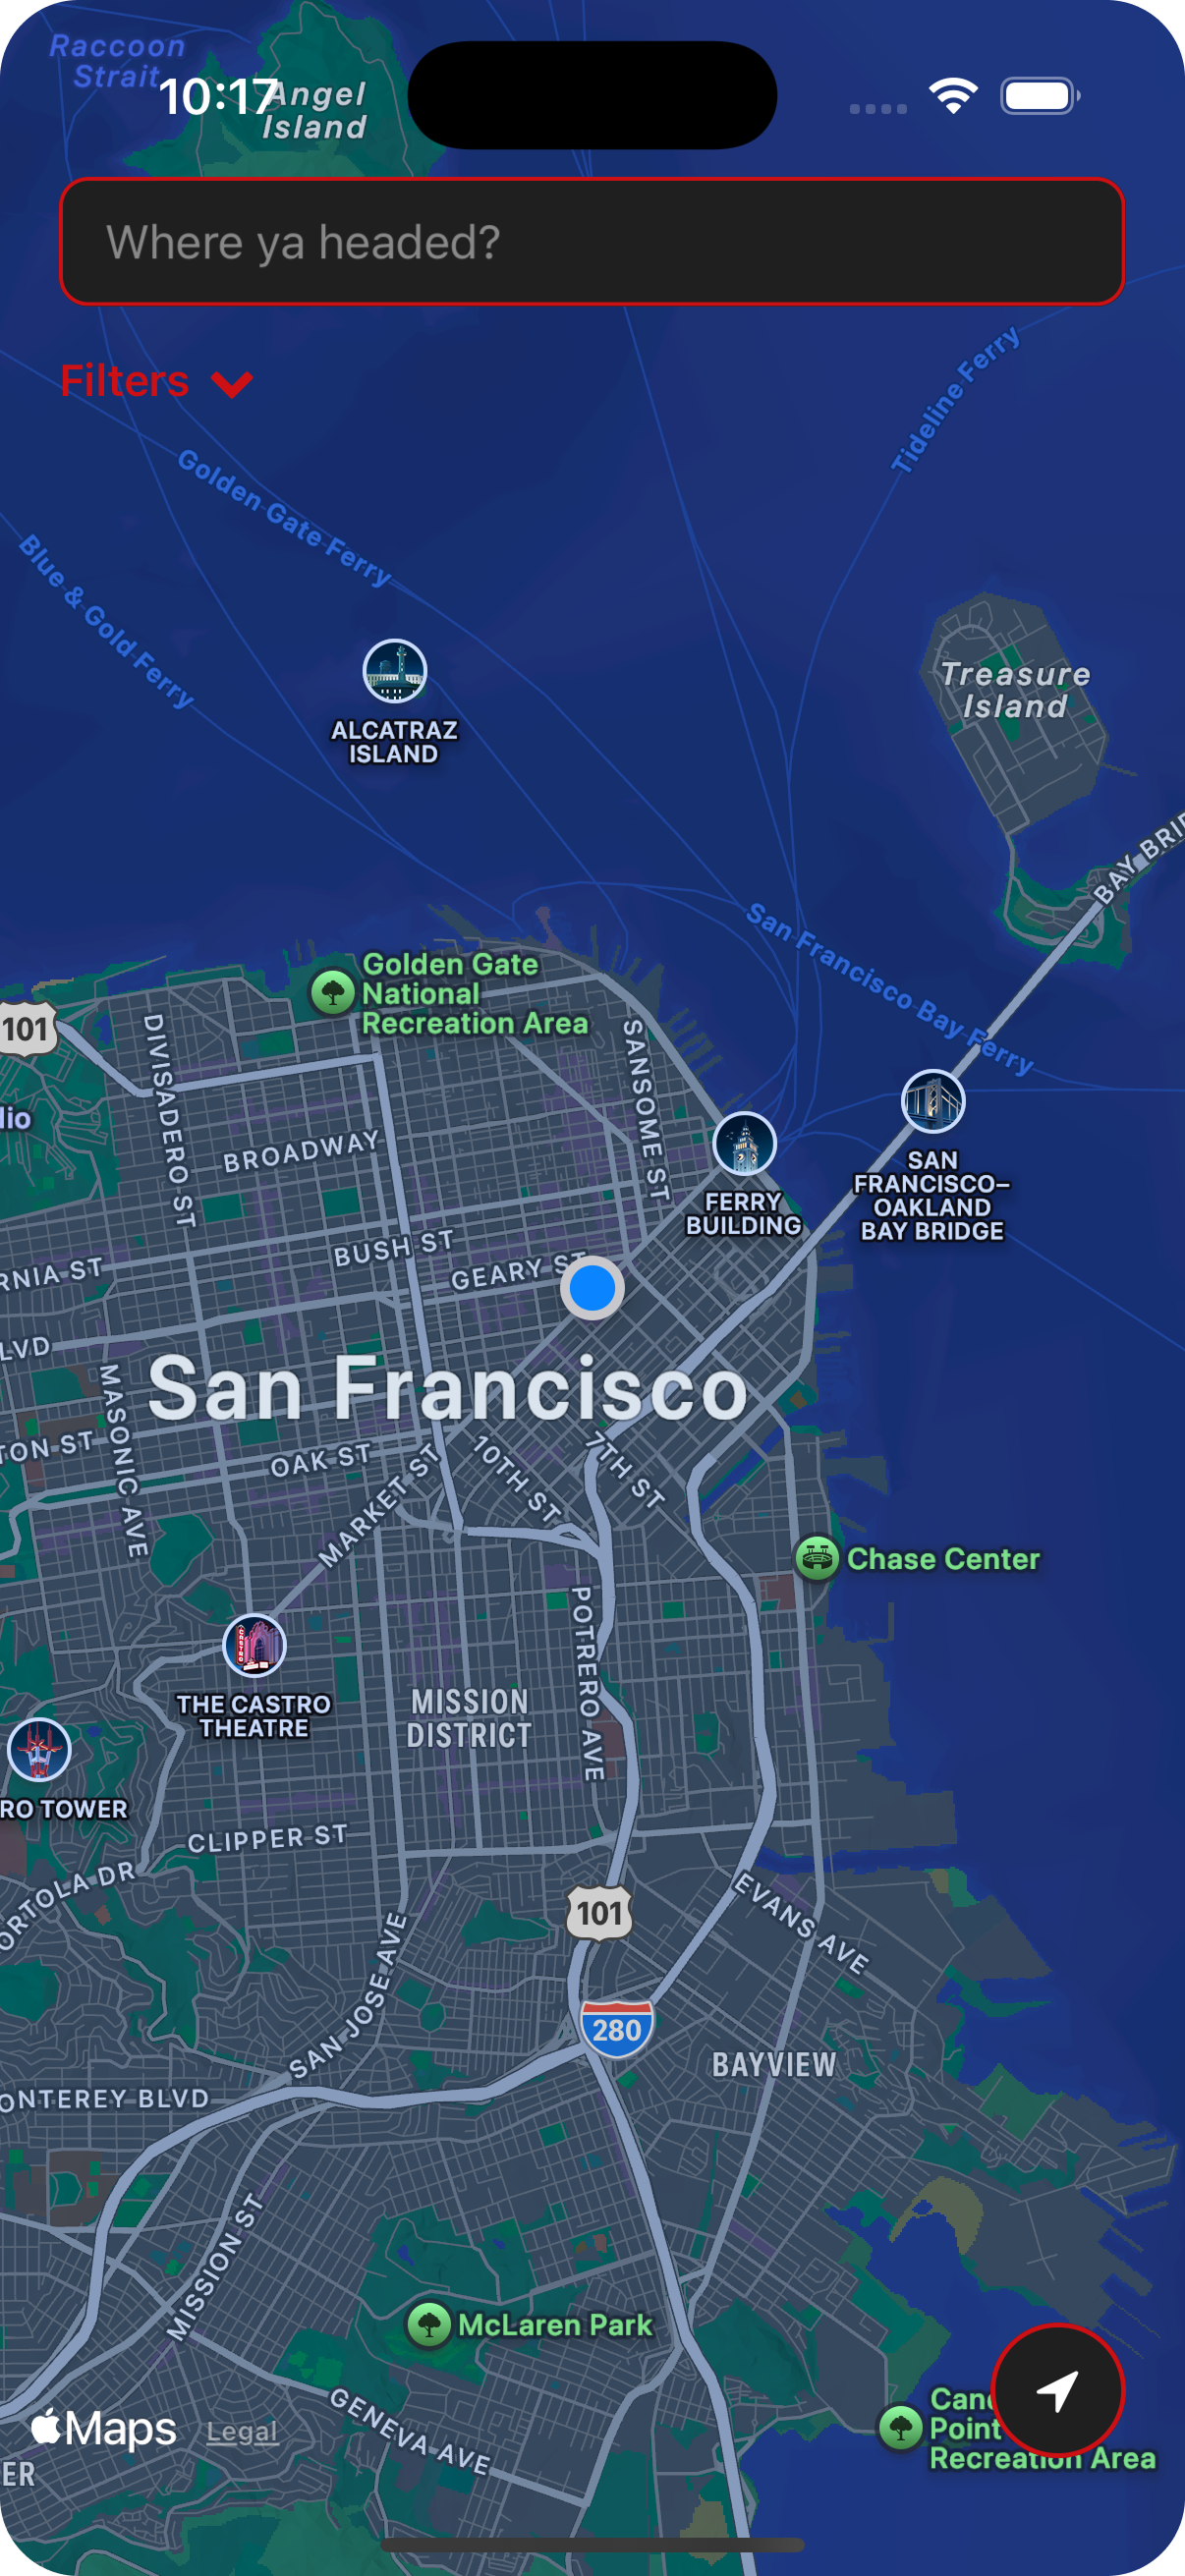 Raccoon
Strait
10:17
Angel
Island
Where ya headed?
Filters
Tideline Ferry
Golden Gate Ferry
Blue & Gold Ferry
ALCATRAZ
ISLAND
Treasure
Island
BAY BRI
San Francisco Bay Ferry
Golden Gate
National
Recreation Area
101
DIVISADERO ST
SANSOME ST
dio
BROADWAY
FERRY
BUILDING
SAN
FRANCISCO–
OAKLAND
BAY BRIDGE
BUSH ST
GEARY ST
RNIA ST
LVD
MASONIC AVE
San Francisco
TON ST
OAK ST
MARKET ST
10TH ST
7TH ST
Chase Center
POTRERO AVE
THE CASTRO
THEATRE
MISSION
DISTRICT
RO TOWER
CLIPPER ST
ORTOLA DR
EVANS AVE
101
SAN JOSE AVE
280
BAYVIEW
ONTEREY BLVD
MISSION ST
McLaren Park
GENEVA AVE
Maps
Legal
Cand
Point
Recreation Area
ER